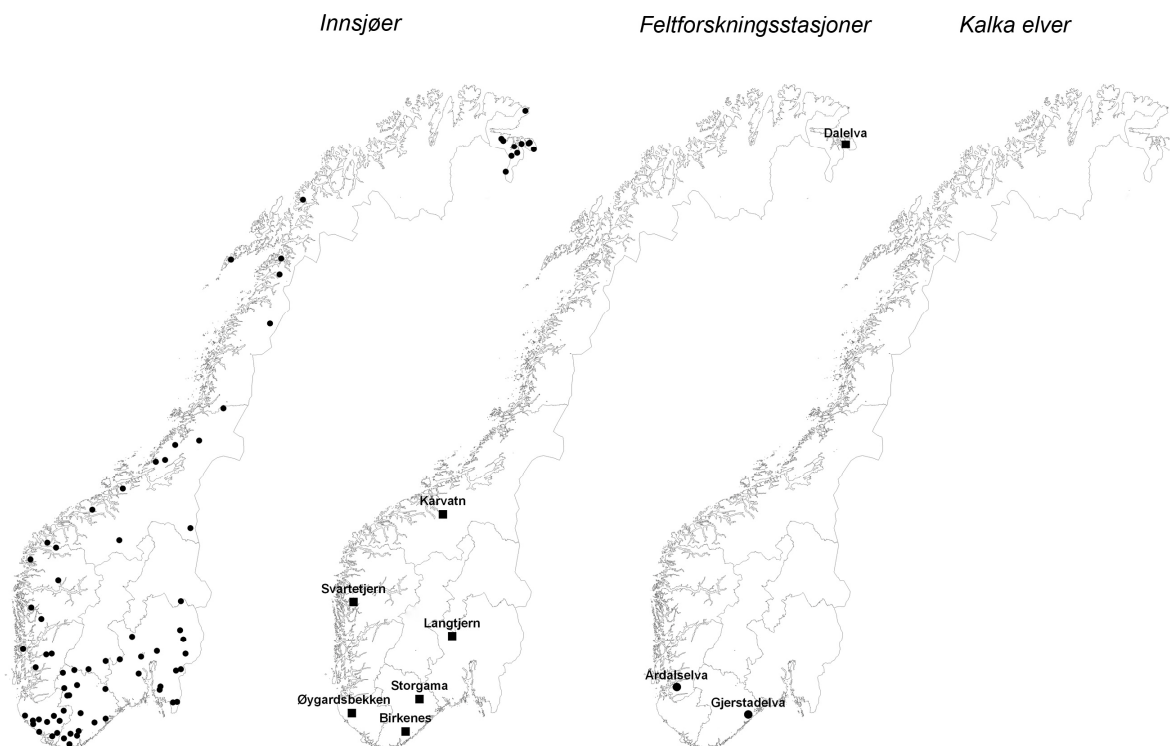 Innsjøer
Feltforskningsstasjoner
Kalka elver
Dalelva
Kårvatn
Svartetjern
Langtjern
Storgama
Øygardsbekken
Birkenes
Årdalselva
Gjerstadelva